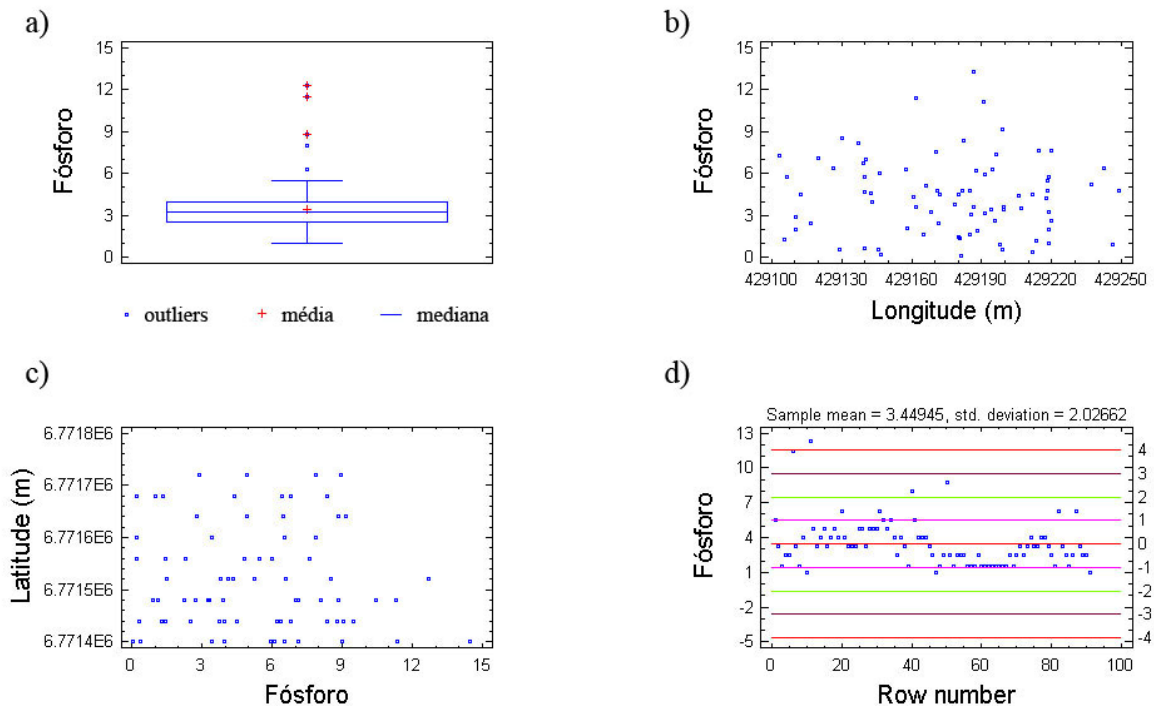 a)
Fósforo
15
12
9
6
3
0
outliers média mediana
b)
Fósforo
15
12
9
6
3
0
429100 429130 429160 429190 429220 429250
Longitude (m)
c)
Latitude (m)
6.7718E6
6.7717E6
6.7716E6
6.7715E6
6.7714E6
0 3 6 9 12 15
Fósforo
d)
Sample mean = 3.44945, std. deviation = 2.02662
Fósforo
13
10
7
4
1
-2
-5
4
3
2
1
0
-1
-2
-3
-4
0 20 40 60 80 100
Row number